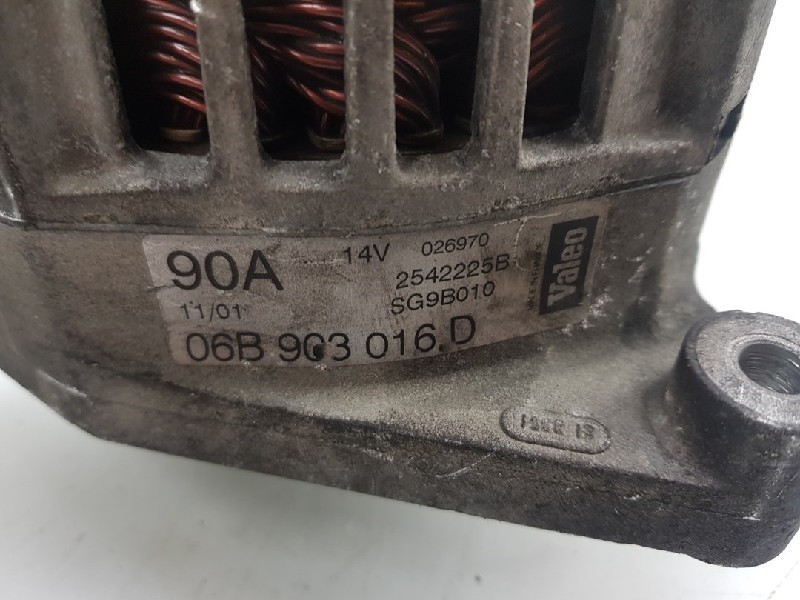 90A 14V 026970
2542225B
11/01 SG9B010
06B 903 016.D
Valeo